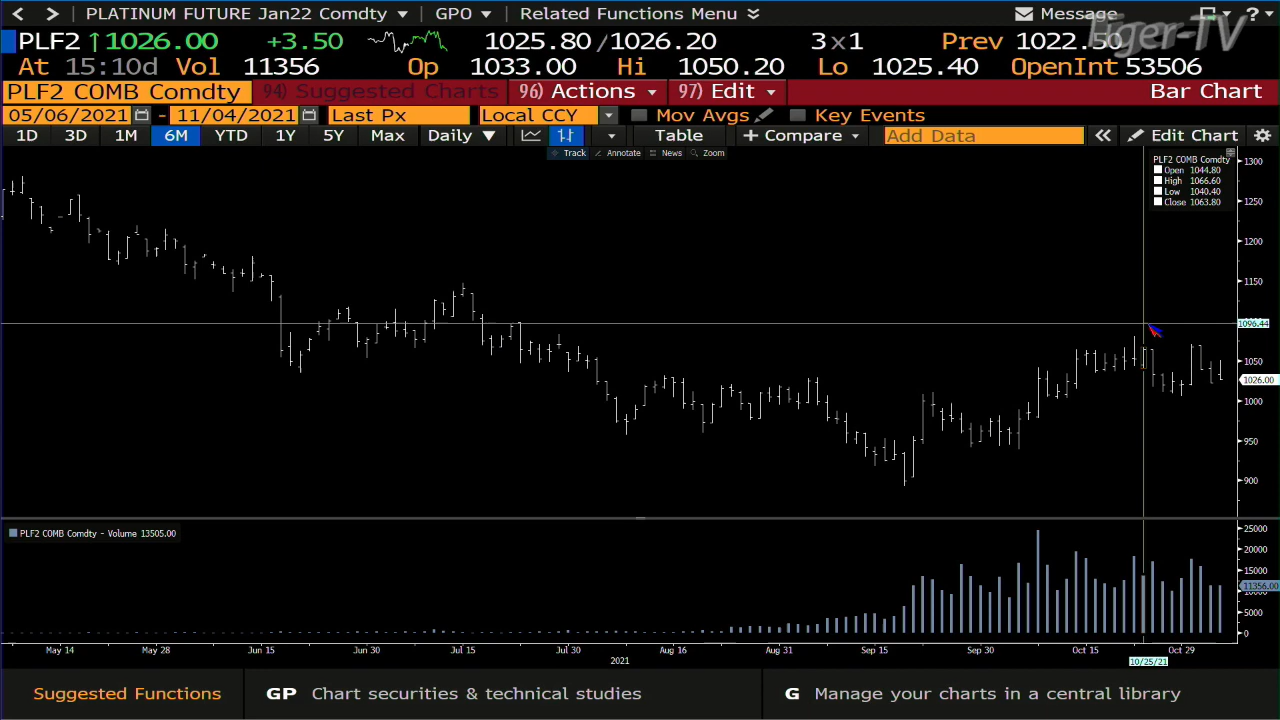 PLATINUM FUTURE Jan22 Comdty GPO Related Functions Menu Message ?
PLF2 ↑1026.00 +3.50 1025.80/1026.20 3x1 Prev 1022.50
At 15:10d Vol 11356 Op 1033.00 Hi 1050.20 Lo 1025.40 OpenInt 53506
Tiger-TV
PLF2 COMB Comdty 94) Suggested Charts 96) Actions 97) Edit Bar Chart
05/06/2021 - 11/04/2021 Last Px Local CCY Mov Avgs Key Events
1D 3D 1M 6M YTD 1Y 5Y Max Daily ▼ Table + Compare Add Data « Edit Chart
Track Annotate News Zoom
PLF2 COMB Comdty
Open 1044.80
High 1066.60
Low 1040.40
Close 1063.80
1300
1250
1200
1150
1096.44
1050
1026.00
1000
950
900
PLF2 COMB Comdty - Volume 13505.00
25000
20000
15000
11356.00
10000
5000
0
May 14 May 28 Jun 15 Jun 30 Jul 15 Jul 30 Aug 16 Aug 31 Sep 15 Sep 30 Oct 15 Oct 29
2021 10/25/21
Suggested Functions GP Chart securities & technical studies G Manage your charts in a central library